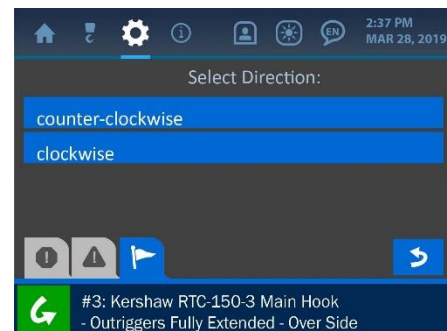 EN
2:37 PM
MAR 28, 2019
Select Direction:
counter-clockwise
clockwise
#3: Kershaw RTC-150-3 Main Hook
- Outriggers Fully Extended - Over Side